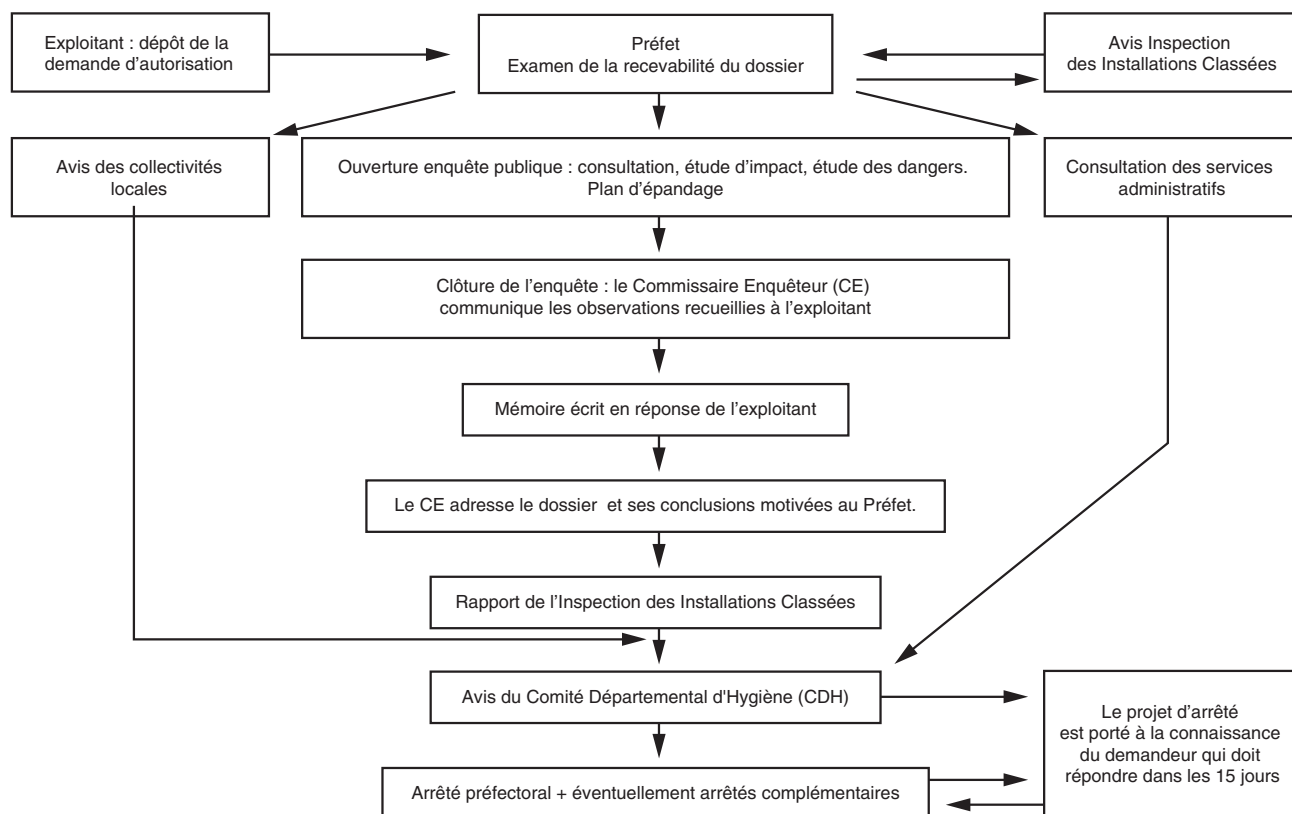 Exploitant : dépôt de la
demande d'autorisation
Préfet
Examen de la recevabilité du dossier
Avis Inspection
des Installations Classées
Avis des collectivités
locales
Ouverture enquête publique : consultation, étude d'impact, étude des dangers.
Plan d'épandage
Consultation des services
administratifs
Clôture de l'enquête : le Commissaire Enquêteur (CE)
communique les observations recueillies à l'exploitant
Mémoire écrit en réponse de l'exploitant
Le CE adresse le dossier et ses conclusions motivées au Préfet.
Rapport de l'Inspection des Installations Classées
Avis du Comité Départemental d'Hygiène (CDH)
Le projet d'arrêté
est porté à la connaissance
du demandeur qui doit
répondre dans les 15 jours
Arrêté préfectoral + éventuellement arrêtés complémentaires